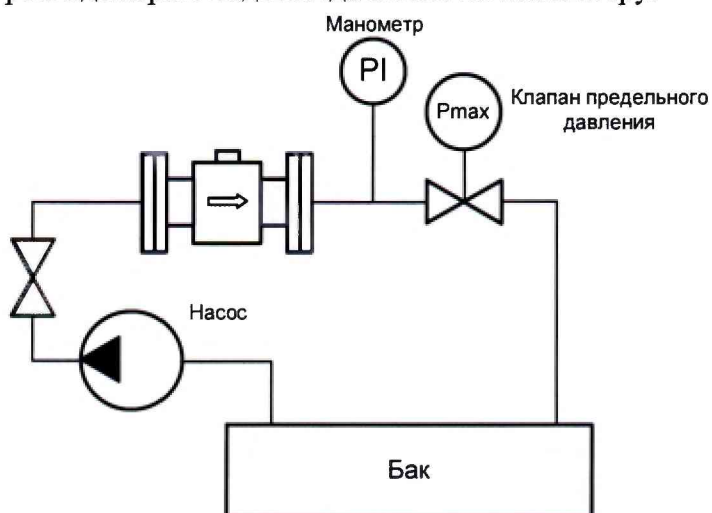 Манометр
PI
Pmax
Клапан предельного
давления
Насос
Бак